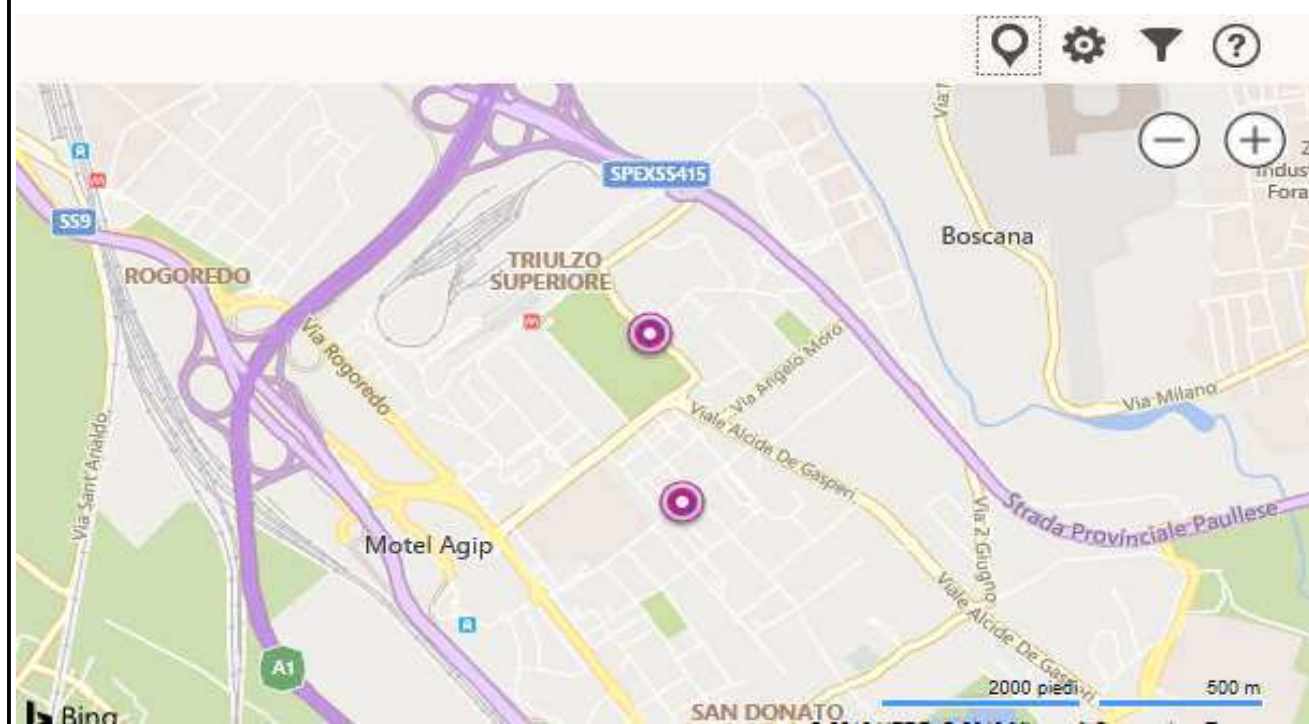 ?
SPEXSS415
SS9
Boscana
Indus
Fora
TRIULZO
SUPERIORE
ROGOREDO
M
M
Via Rogoredo
Via Angelo Moro
Via Milano
Viale Alcide De Gasperi
Via Sant'Arialdo
Motel Agip
Via 2 Giugno
Strada Provinciale Paullese
Viale Alcide De Gasperi
A1
2000 piedi
500 m
Bing
SAN DONATO